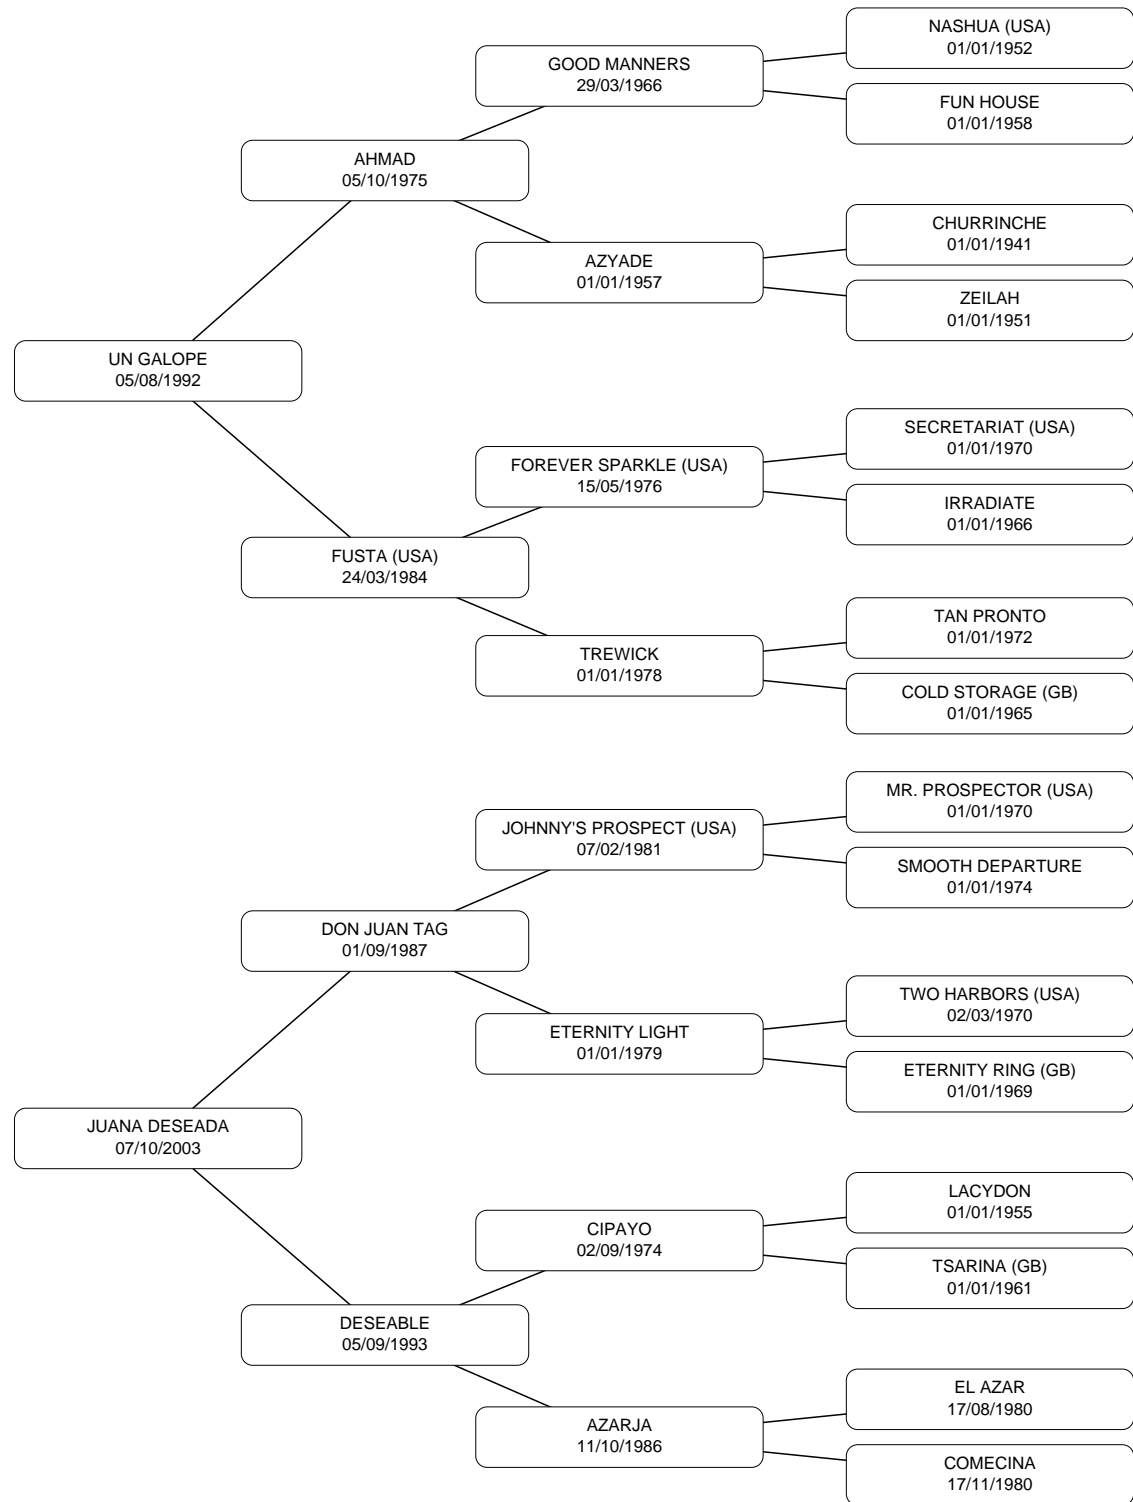 NASHUA (USA)
01/01/1952
GOOD MANNERS
29/03/1966
FUN HOUSE
01/01/1958
AHMAD
05/10/1975
CHURRINCHE
01/01/1941
AZYADE
01/01/1957
ZEILAH
01/01/1951
UN GALOPE
05/08/1992
SECRETARIAT (USA)
01/01/1970
FOREVER SPARKLE (USA)
15/05/1976
IRRADIATE
01/01/1966
FUSTA (USA)
24/03/1984
TAN PRONTO
01/01/1972
TREWICK
01/01/1978
COLD STORAGE (GB)
01/01/1965
MR. PROSPECTOR (USA)
01/01/1970
JOHNNY'S PROSPECT (USA)
07/02/1981
SMOOTH DEPARTURE
01/01/1974
DON JUAN TAG
01/09/1987
TWO HARBORS (USA)
02/03/1970
ETERNITY LIGHT
01/01/1979
ETERNITY RING (GB)
01/01/1969
JUANA DESEADA
07/10/2003
LACYDON
01/01/1955
CIPAYO
02/09/1974
TSARINA (GB)
01/01/1961
DESEABLE
05/09/1993
EL AZAR
17/08/1980
AZARJA
11/10/1986
COMECINA
17/11/1980